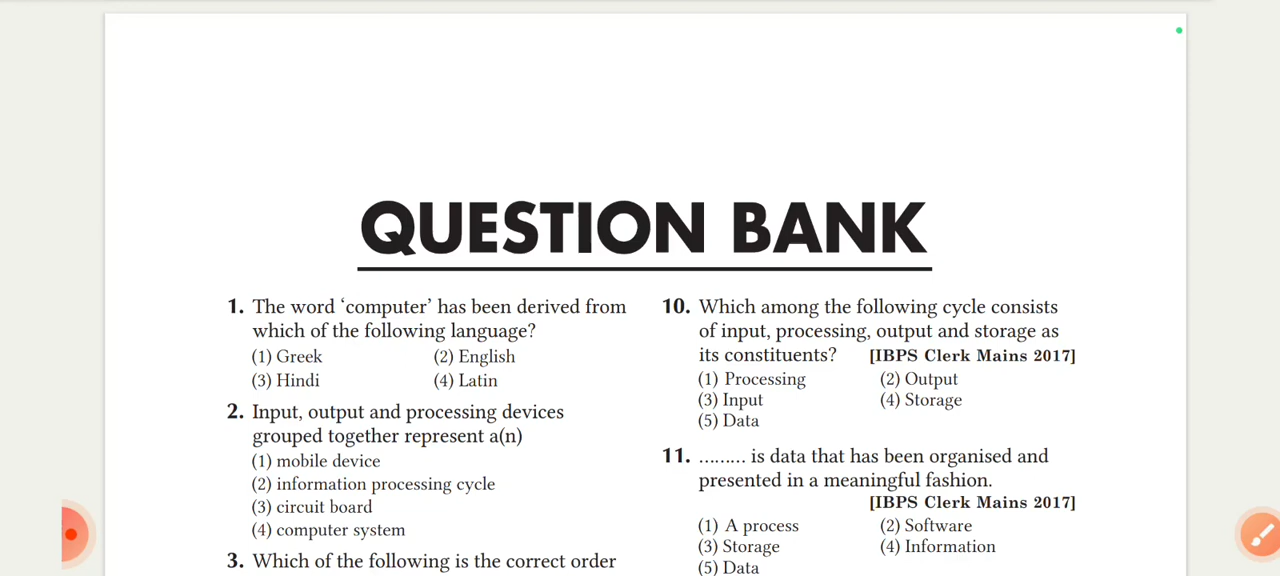 QUESTION BANK
1. The word ‘computer’ has been derived from
which of the following language?
(1) Greek (2) English
(3) Hindi (4) Latin
2. Input, output and processing devices
grouped together represent a(n)
(1) mobile device
(2) information processing cycle
(3) circuit board
(4) computer system
3. Which of the following is the correct order
10. Which among the following cycle consists
of input, processing, output and storage as
its constituents? [IBPS Clerk Mains 2017]
(1) Processing (2) Output
(3) Input (4) Storage
(5) Data
11. ......... is data that has been organised and
presented in a meaningful fashion.
[IBPS Clerk Mains 2017]
(1) A process (2) Software
(3) Storage (4) Information
(5) Data